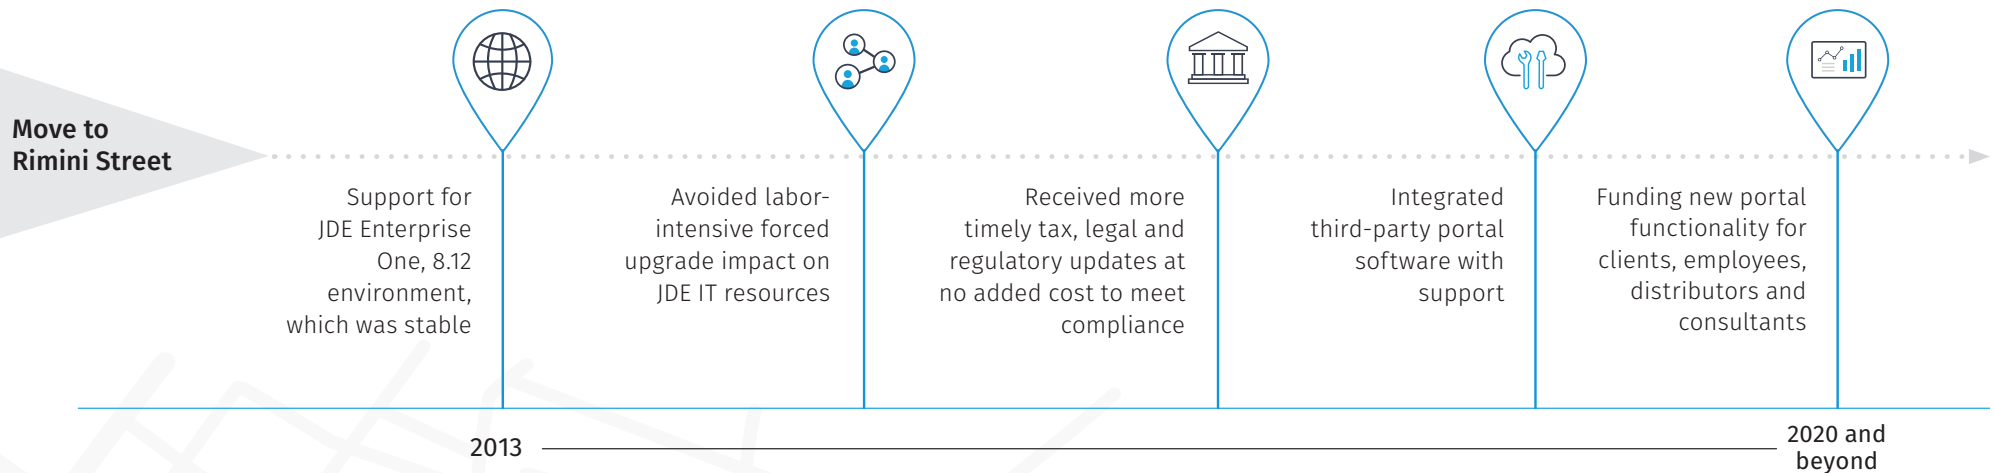 Move to
Rimini Street
Support for
JDE Enterprise
One, 8.12
environment,
which was stable
Avoided labor-
intensive forced
upgrade impact on
JDE IT resources
Received more
timely tax, legal and
regulatory updates at
no added cost to meet
compliance
Integrated
third-party portal
software with
support
Funding new portal
functionality for
clients, employees,
distributors and
consultants
2013
2020 and
beyond